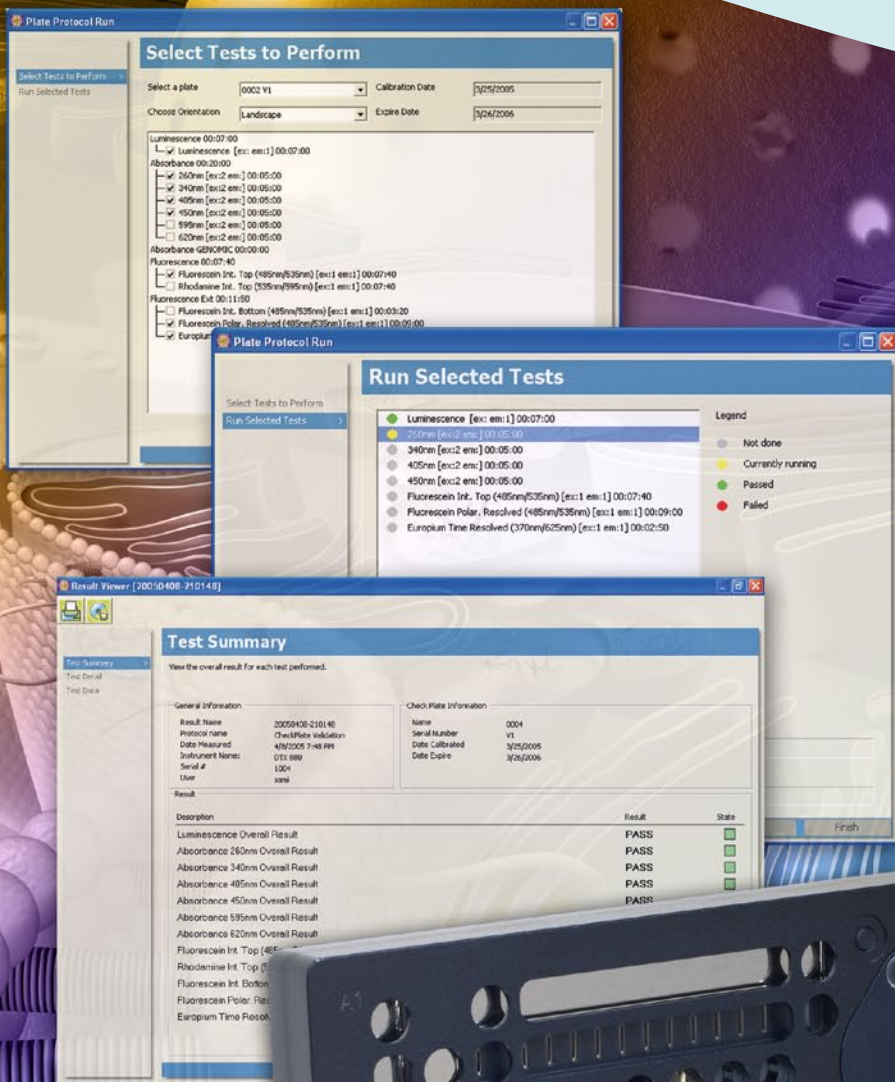 Plate Protocol Run
Select Tests to Perform
Select Tests to Perform >
Run Selected Tests
Select a plate 0002 V1 Calibration Date 3/25/2005
Choose Orientation Landscape Expire Date 3/26/2006
Luminescence 00:07:00
Luminescence [ex: em:1] 00:07:00
Absorbance 00:20:00
260nm [ex:2 em:] 00:05:00
340nm [ex:2 em:] 00:05:00
405nm [ex:2 em:] 00:05:00
450nm [ex:2 em:] 00:05:00
595nm [ex:2 em:] 00:05:00
620nm [ex:2 em:] 00:05:00
Absorbance GENOMIC 00:00:00
Fluorescence 00:07:40
Fluorescein Int. Top (485nm/535nm) [ex:1 em:1] 00:07:40
Rhodamine Int. Top (535nm/595nm) [ex:1 em:1] 00:07:40
Fluorescence Ext 00:11:50
Fluorescein Int. Bottom (485nm/535nm) [ex:1 em:1] 00:03:20
Fluorescein Polar. Resolved (485nm/535nm) [ex:1 em:1] 00:09:00
Europium
Plate Protocol Run
Run Selected Tests
Select Tests to Perform
Run Selected Tests >
Luminescence [ex: em:1] 00:07:00
260nm [ex:2 em:] 00:05:00
340nm [ex:2 em:] 00:05:00
405nm [ex:2 em:] 00:05:00
450nm [ex:2 em:] 00:05:00
Fluorescein Int. Top (485nm/535nm) [ex:1 em:1] 00:07:40
Fluorescein Polar. Resolved (485nm/535nm) [ex:1 em:1] 00:09:00
Europium Time Resolved (370nm/625nm) [ex:1 em:1] 00:02:50
Legend
Not done
Currently running
Passed
Failed
Finish
Result Viewer [20050408-210148]
Test Summary
Test Summary >
Test Detail
Test Data
View the overall result for each test performed.
General Information
Result Name 20050408-210148
Protocol name CheckPlate Validation
Date Measured 4/8/2005 7:48 PM
Instrument Name: DTX 880
Serial # 1004
User sami
Check Plate Information
Name 0004
Serial Number V1
Date Calibrated 3/25/2005
Date Expire 3/26/2006
Result
Description Result State
Luminescence Overall Result PASS
Absorbance 260nm Overall Result PASS
Absorbance 340nm Overall Result PASS
Absorbance 405nm Overall Result PASS
Absorbance 450nm Overall Result PASS
Absorbance 595nm Overall Result
Absorbance 620nm Overall Result
Fluorescein Int. Top (485
Rhodamine Int. Top (5
Fluorescein Int. Botton
Fluorescein Polar. Res
Europium Time Resol
A1